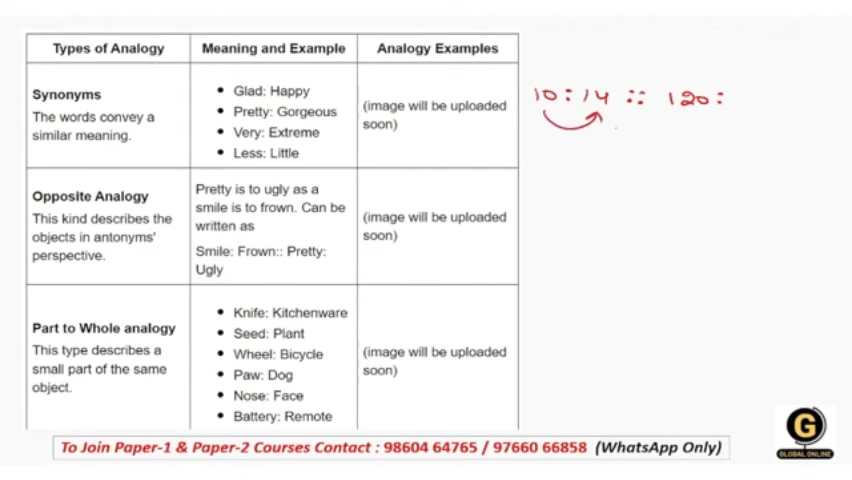 Types of Analogy
Meaning and Example
Analogy Examples
Synonyms
The words convey a
similar meaning.
• Glad: Happy
• Pretty: Gorgeous
• Very: Extreme
• Less: Little
(image will be uploaded
soon)
Opposite Analogy
This kind describes the
objects in antonyms'
perspective.
Pretty is to ugly as a
smile is to frown. Can be
written as
Smile: Frown:: Pretty:
Ugly
(image will be uploaded
soon)
Part to Whole analogy
This type describes a
small part of the same
object.
• Knife: Kitchenware
• Seed: Plant
• Wheel: Bicycle
• Paw: Dog
• Nose: Face
• Battery: Remote
(image will be uploaded
soon)
10 : 14 :: 120 :
To Join Paper-1 & Paper-2 Courses Contact : 98604 64765 / 97660 66858 (WhatsApp Only)
G
GLOBAL ONLINE